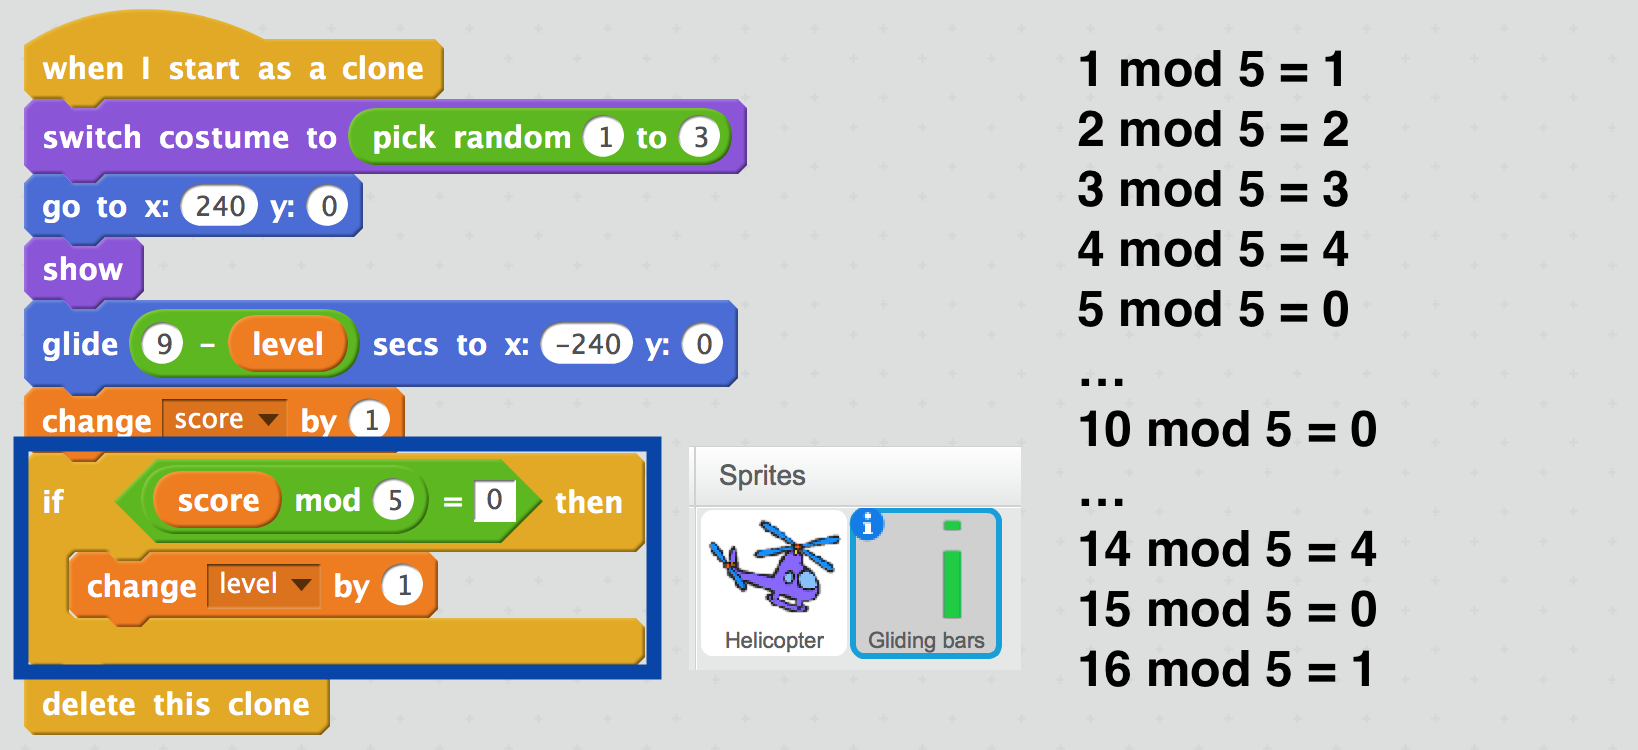 when I start as a clone
switch costume to pick random 1 to 3
go to x: 240 y: 0
show
glide 9 - level secs to x: -240 y: 0
change score by 1
if score mod 5 = 0 then
change level by 1
delete this clone
Sprites
i
Helicopter
Gliding bars
1 mod 5 = 1
2 mod 5 = 2
3 mod 5 = 3
4 mod 5 = 4
5 mod 5 = 0
...
10 mod 5 = 0
...
14 mod 5 = 4
15 mod 5 = 0
16 mod 5 = 1